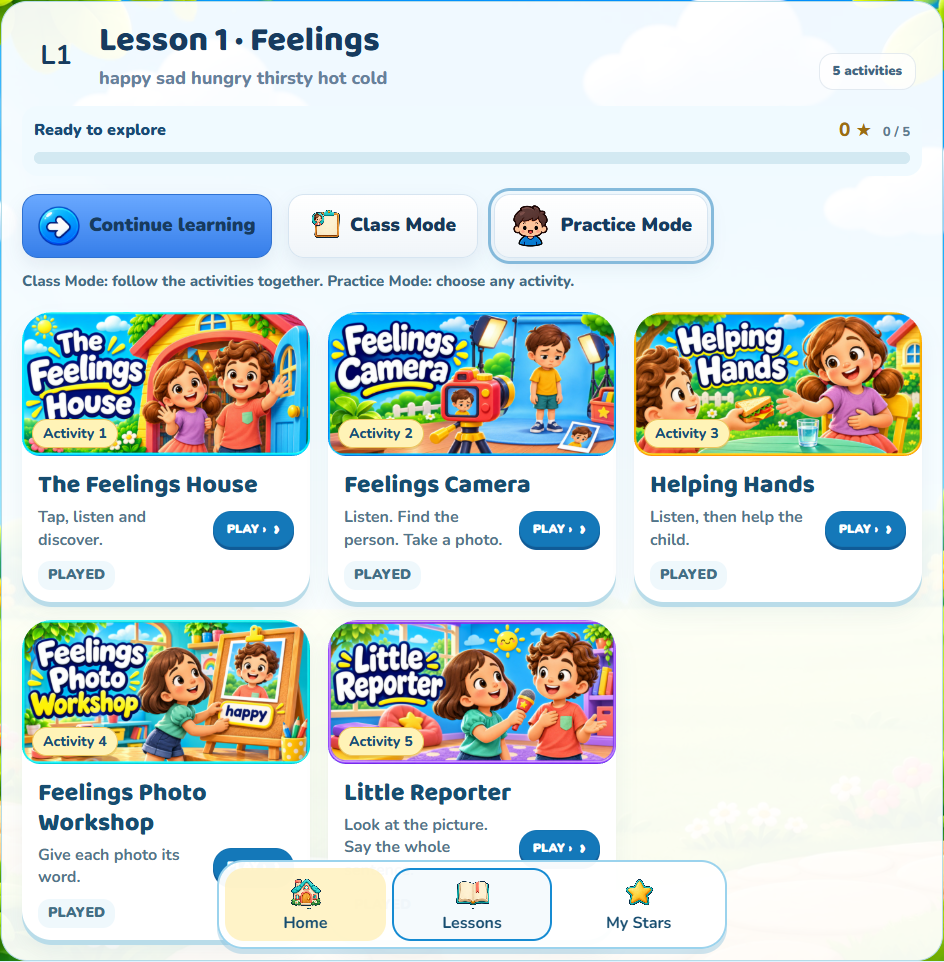 L1
Lesson 1 · Feelings
happy sad hungry thirsty hot cold
5 activities
Ready to explore
0 ★ 0 / 5
Continue learning
Class Mode
Practice Mode
Class Mode: follow the activities together. Practice Mode: choose any activity.
The
Feelings
House
Activity 1
The Feelings House
Tap, listen and
discover.
PLAY
PLAYED
Feelings
Camera
Activity 2
Feelings Camera
Listen. Find the
person. Take a photo.
PLAY
PLAYED
Helping
Hands
Activity 3
Helping Hands
Listen, then help the
child.
PLAY
PLAYED
Feelings
Photo
Workshop
happy
Activity 4
Feelings Photo
Workshop
Give each photo its
word.
PLAYED
Little
Reporter
Activity 5
Little Reporter
Look at the picture.
Say the whole
PLAY
Home
Lessons
My Stars